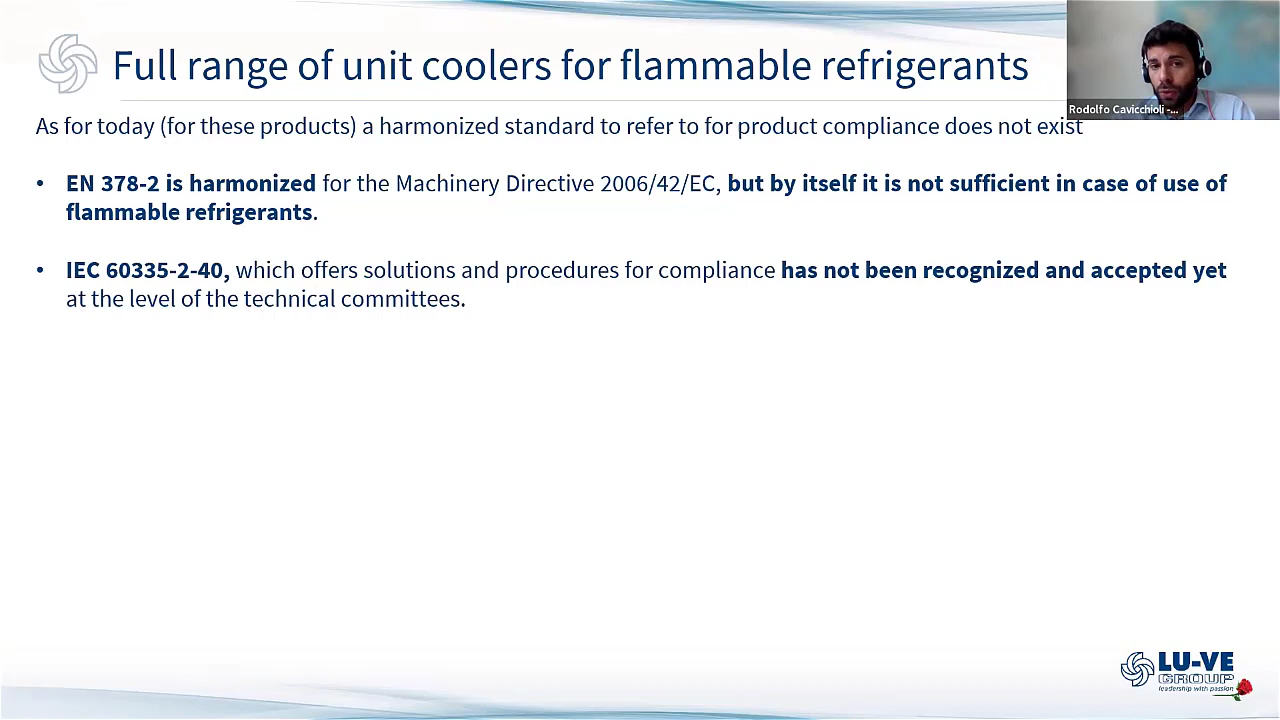 Full range of unit coolers for flammable refrigerants
Rodolfo Cavicchioli -...
As for today (for these products) a harmonized standard to refer to for product compliance does not exist
• EN 378-2 is harmonized for the Machinery Directive 2006/42/EC, but by itself it is not sufficient in case of use of
flammable refrigerants.
• IEC 60335-2-40, which offers solutions and procedures for compliance has not been recognized and accepted yet
at the level of the technical committees.
LU-VE
GROUP
leadership with passion